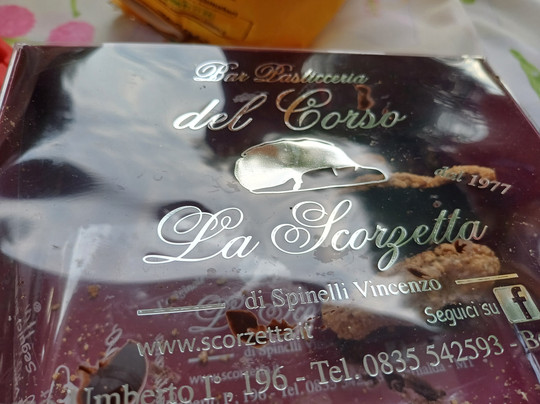 Bar Pasticceria
del Corso
dal 1977
La Scorzetta
di Spinelli Vincenzo
Seguici su f
www.scorzetta.it
Umberto I° 196 - Tel. 0835 542593 - B